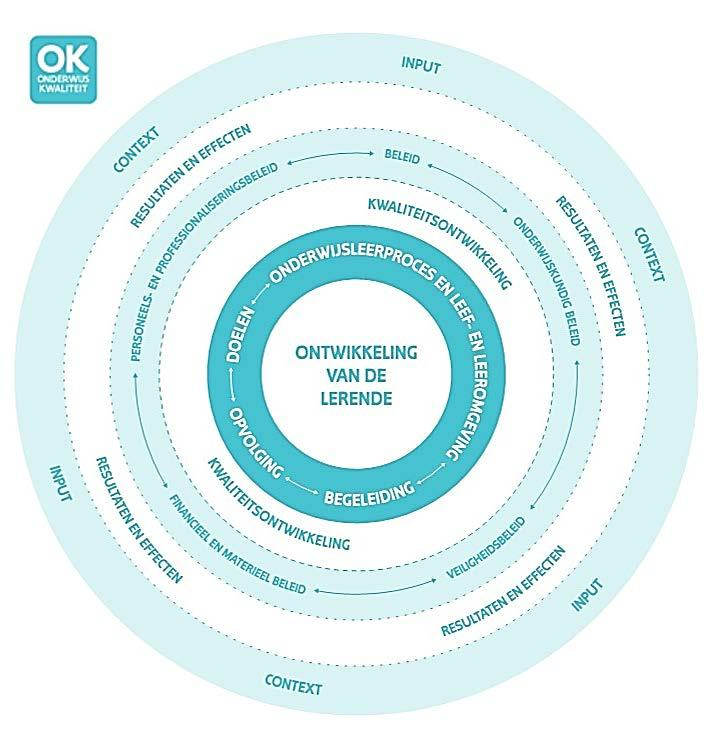 OK
ONDERWIJS
KWALITEIT
INPUT
CONTEXT
CONTEXT
INPUT
INPUT
CONTEXT
RESULTATEN EN EFFECTEN
RESULTATEN EN EFFECTEN
RESULTATEN EN EFFECTEN
RESULTATEN EN EFFECTEN
BELEID
ONDERWIJSKUNDIG BELEID
VEILIGHEIDSBELEID
FINANCIEEL EN MATERIEEL BELEID
PERSONEELS- EN PROFESSIONALISERINGSBELEID
KWALITEITSONTWIKKELING
KWALITEITSONTWIKKELING
ONDERWIJSLEERPROCES EN LEEF- EN LEEROMGEVING
BEGELEIDING
OPVOLGING
DOELEN
ONTWIKKELING
VAN DE
LERENDE